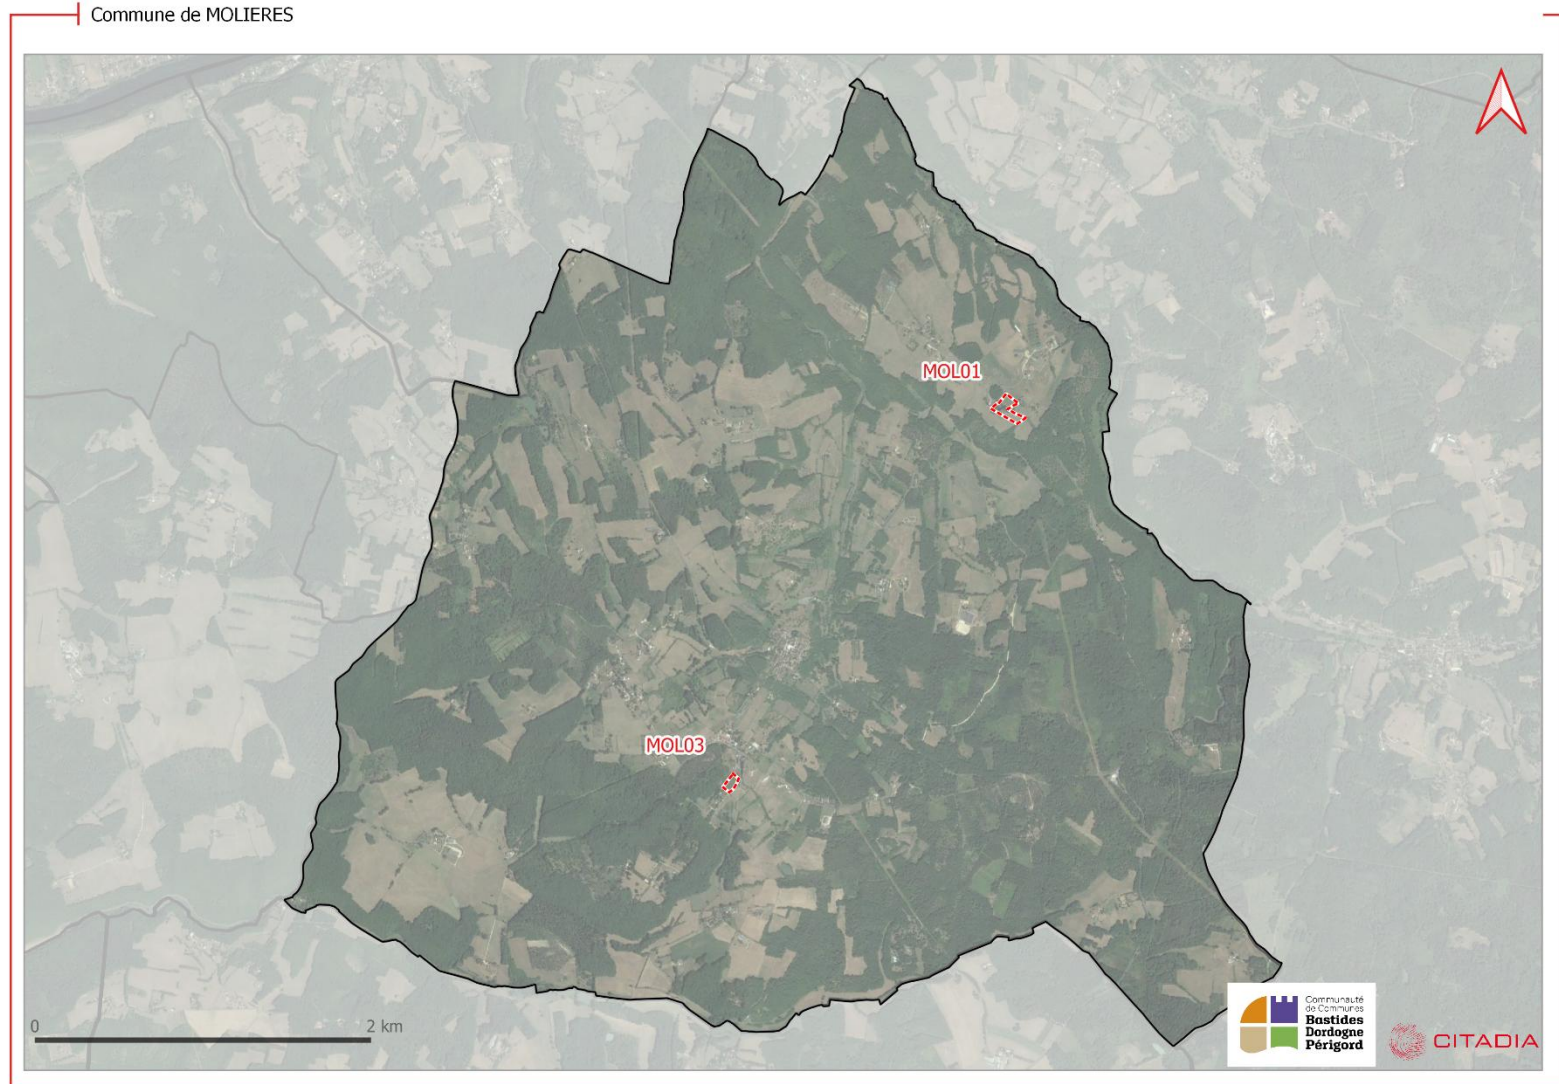 Commune de MOLIERES
MOL01
MOL03
0
2 km
Communauté
de Communes
Bastides
Dordogne
Périgord
CITADIA